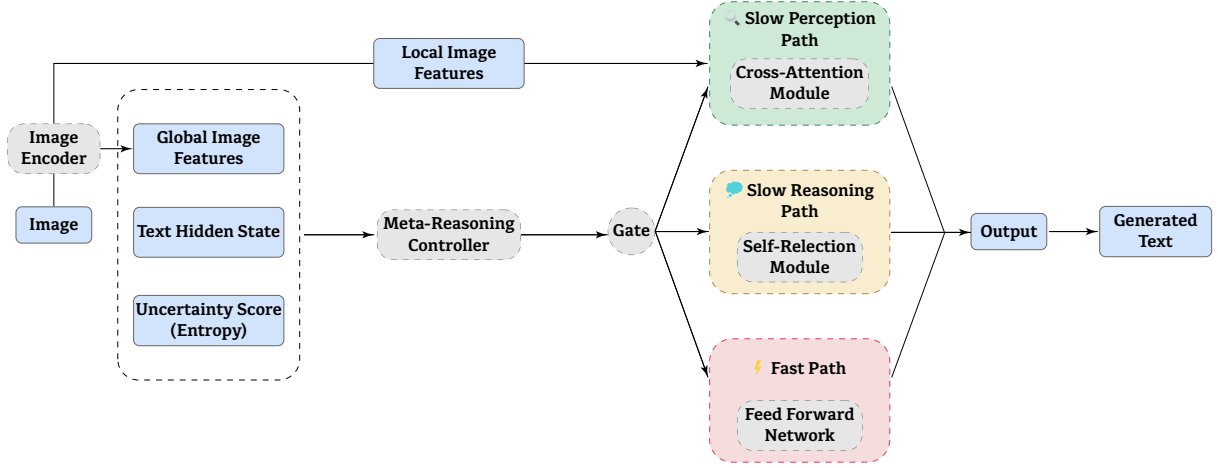 Image
Image
Encoder
Local Image
Features
Global Image
Features
Text Hidden State
Uncertainty Score
(Entropy)
Meta-Reasoning
Controller
Gate
Slow Perception
Path
Cross-Attention
Module
Slow Reasoning
Path
Self-Relection
Module
Fast Path
Feed Forward
Network
Output
Generated
Text